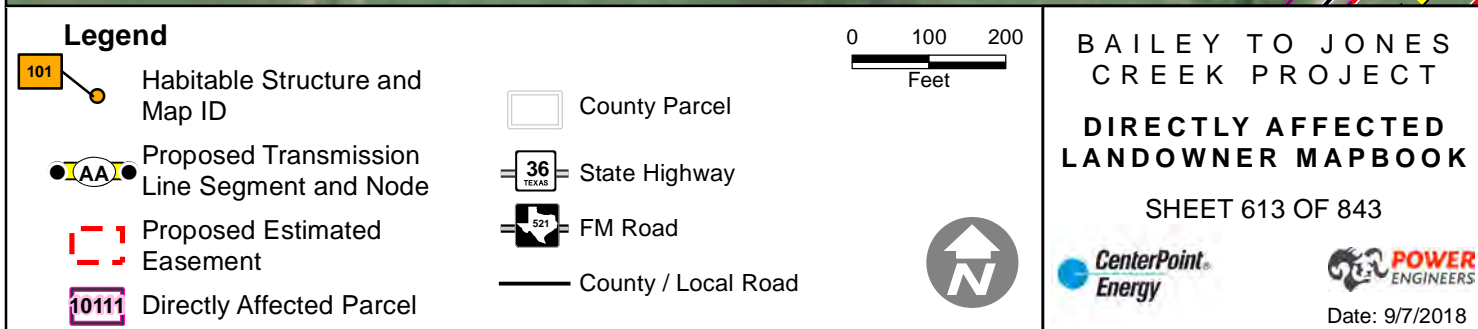 Legend
101
Habitable Structure and
Map ID
AA
Proposed Transmission
Line Segment and Node
Proposed Estimated
Easement
10111
Directly Affected Parcel
County Parcel
36
TEXAS
State Highway
521
FM Road
County / Local Road
0 100 200
Feet
N
BAILEY TO JONES
CREEK PROJECT
DIRECTLY AFFECTED
LANDOWNER MAPBOOK
SHEET 613 OF 843
CenterPoint®
Energy
POWER
ENGINEERS
Date: 9/7/2018